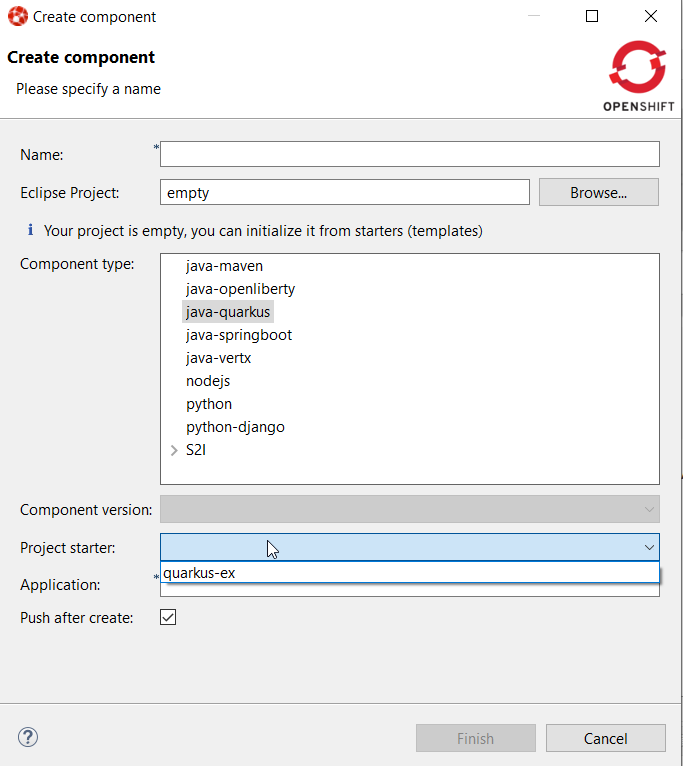 Create component
Create component
Please specify a name
OPENSHIFT
Name: *
Eclipse Project: empty Browse...
i Your project is empty, you can initialize it from starters (templates)
Component type: java-maven
java-openliberty
java-quarkus
java-springboot
java-vertx
nodejs
python
python-django
S2I
Component version:
Project starter:
quarkus-ex
Application: *
Push after create:
? Finish Cancel